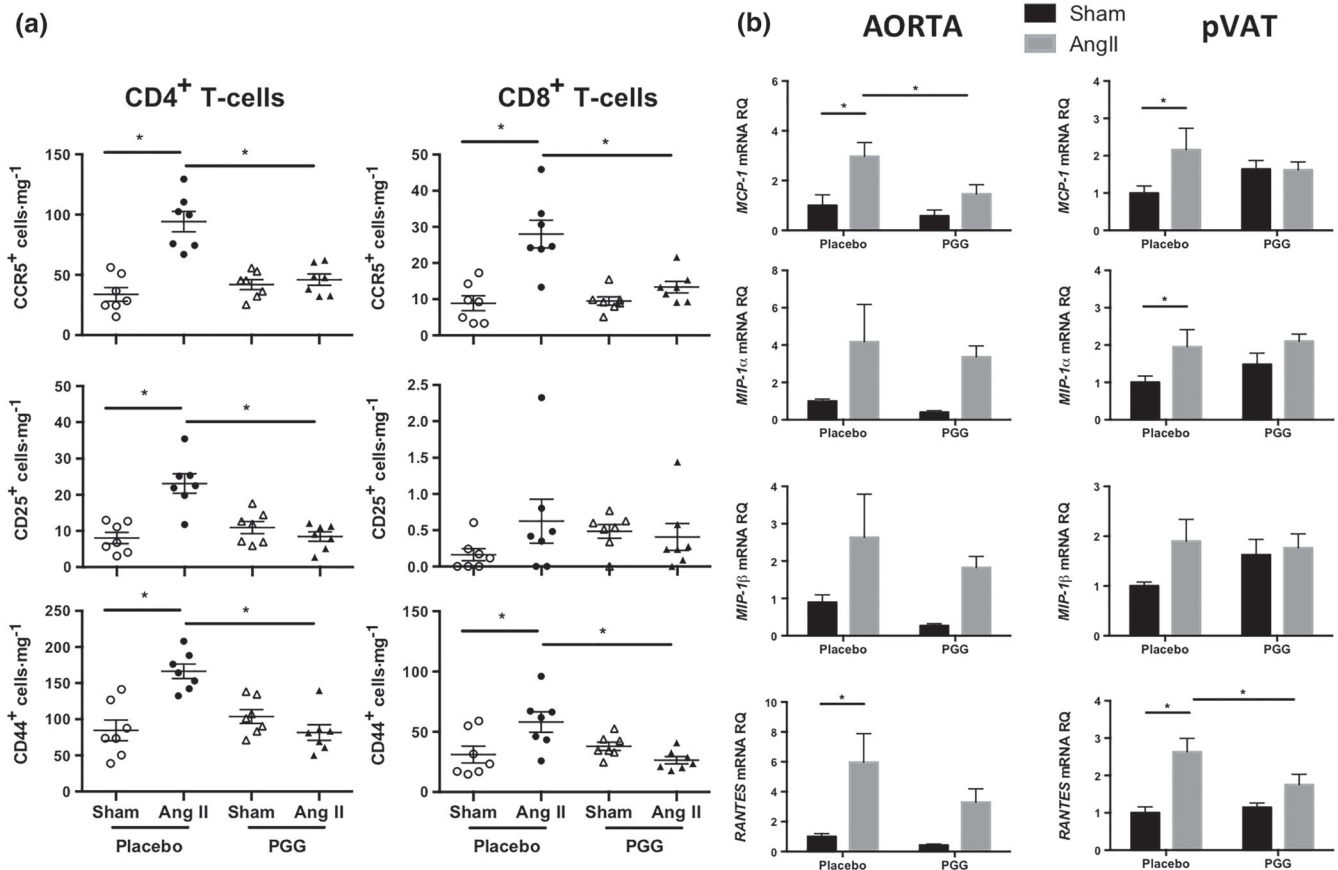 (a)
CD4+ T-cells
CD8+ T-cells
CCR5+ cells·mg-1
150
100
50
0
*
*
CCR5+ cells·mg-1
50
40
30
20
10
0
*
*
CD25+ cells·mg-1
50
40
30
20
10
0
*
*
CD25+ cells·mg-1
2.5
2.0
1.5
1.0
0.5
0.0
CD44+ cells·mg-1
250
200
150
100
50
0
*
*
Sham Ang II Sham Ang II
Placebo PGG
CD44+ cells·mg-1
150
100
50
0
*
*
Sham Ang II Sham Ang II
Placebo PGG
(b)
AORTA
Sham
AngII
pVAT
MCP-1 mRNA RQ
6
4
2
0
*
*
Placebo PGG
MCP-1 mRNA RQ
4
3
2
1
0
*
Placebo PGG
MIP-1α mRNA RQ
8
6
4
2
0
Placebo PGG
MIP-1α mRNA RQ
4
3
2
1
0
*
Placebo PGG
MIP-1β mRNA RQ
4
3
2
1
0
Placebo PGG
MIP-1β mRNA RQ
4
3
2
1
0
Placebo PGG
RANTES mRNA RQ
10
8
6
4
2
0
*
Placebo PGG
RANTES mRNA RQ
4
3
2
1
0
*
*
Placebo PGG